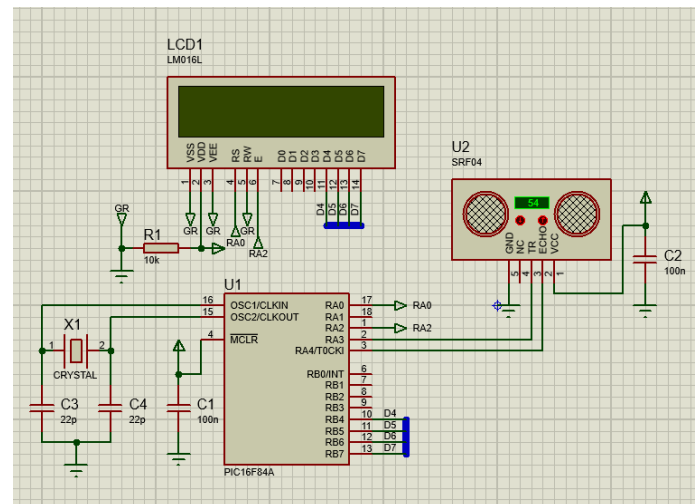 LCD1
LM016L
VSS
VDD
VEE
RS
RW
E
D0
D1
D2
D3
D4
D5
D6
D7
1
2
3
4
5
6
7
8
9
10
11
12
13
14
D4
D5
D6
D7
GR
GR
GR
RA0
GR
RA2
R1
10k
U2
SRF04
54
GND
NC
TR
ECHO
VCC
5
4
3
2
1
C2
100n
U1
16
OSC1/CLKIN
15
OSC2/CLKOUT
4
MCLR
RA0
17
RA0
RA1
18
RA2
1
RA2
RA3
2
RA4/T0CKI
3
RB0/INT
6
RB1
7
RB2
8
RB3
9
RB4
10
D4
RB5
11
D5
RB6
12
D6
RB7
13
D7
PIC16F84A
X1
1
2
CRYSTAL
C3
22p
C4
22p
C1
100n